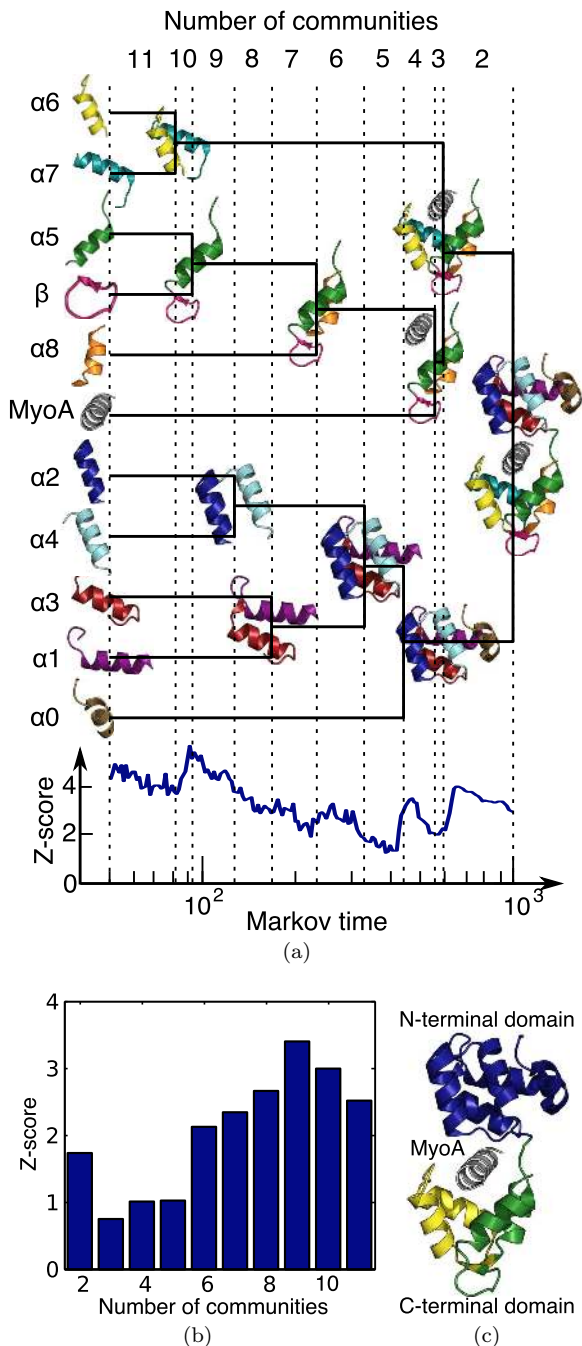 Number of communities
11 10 9 8 7 6 5 4 3 2
α6
α7
α5
β
α8
MyoA
α2
α4
α3
α1
α0
Z-score
4
2
0
10²
10³
Markov time
(a)
4
3
2
1
0
Z-score
2 4 6 8 10
Number of communities
(b)
N-terminal domain
MyoA
C-terminal domain
(c)